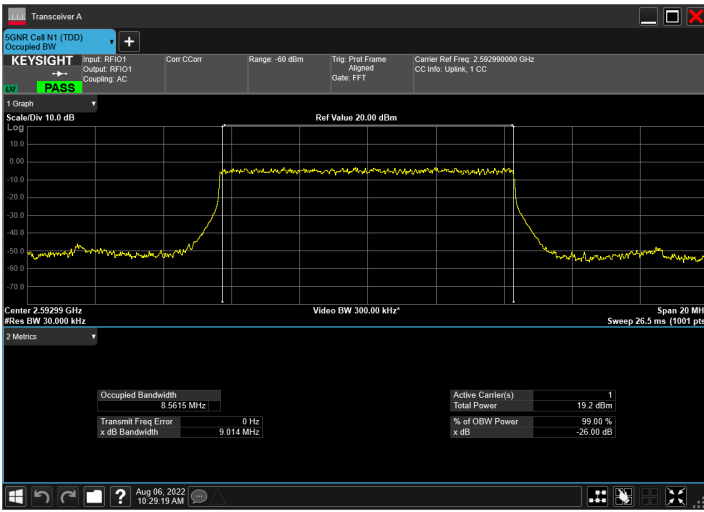 Transceiver A
5GNR Cell N1 (TDD)
Occupied BW
KEYSIGHT
LXI
PASS
Input: RFIO1
Output: RFIO1
Coupling: AC
Corr CCorr
Range: -60 dBm
Trig: Prot Frame
Aligned
Gate: FFT
Carrier Ref Freq: 2.592990000 GHz
CC Info: Uplink, 1 CC
1 Graph
Scale/Div 10.0 dB
Ref Value 20.00 dBm
Log
10.0
0.00
-10.0
-20.0
-30.0
-40.0
-50.0
-60.0
-70.0
Center 2.59299 GHz
Video BW 300.00 kHz*
Span 20 MH
#Res BW 30.000 kHz
Sweep 26.5 ms (1001 pts
2 Metrics
Occupied Bandwidth
8.5615 MHz
Transmit Freq Error 0 Hz
x dB Bandwidth 9.014 MHz
Active Carrier(s) 1
Total Power 19.2 dBm
% of OBW Power 99.00 %
x dB -26.00 dB
Aug 06, 2022
10:29:19 AM